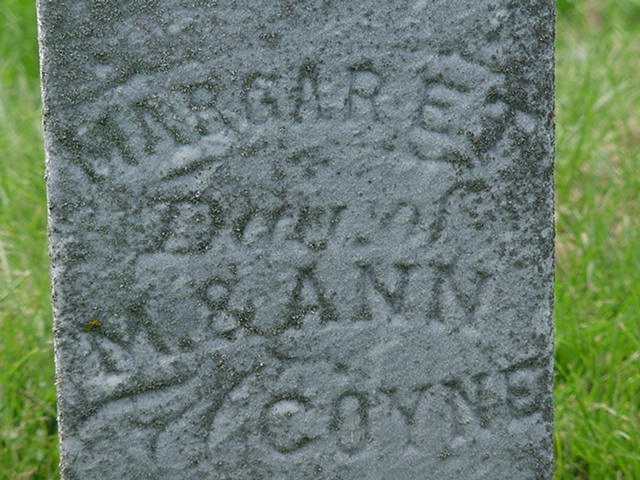 MARGARET
Dau. of
M. & ANN
COYNE